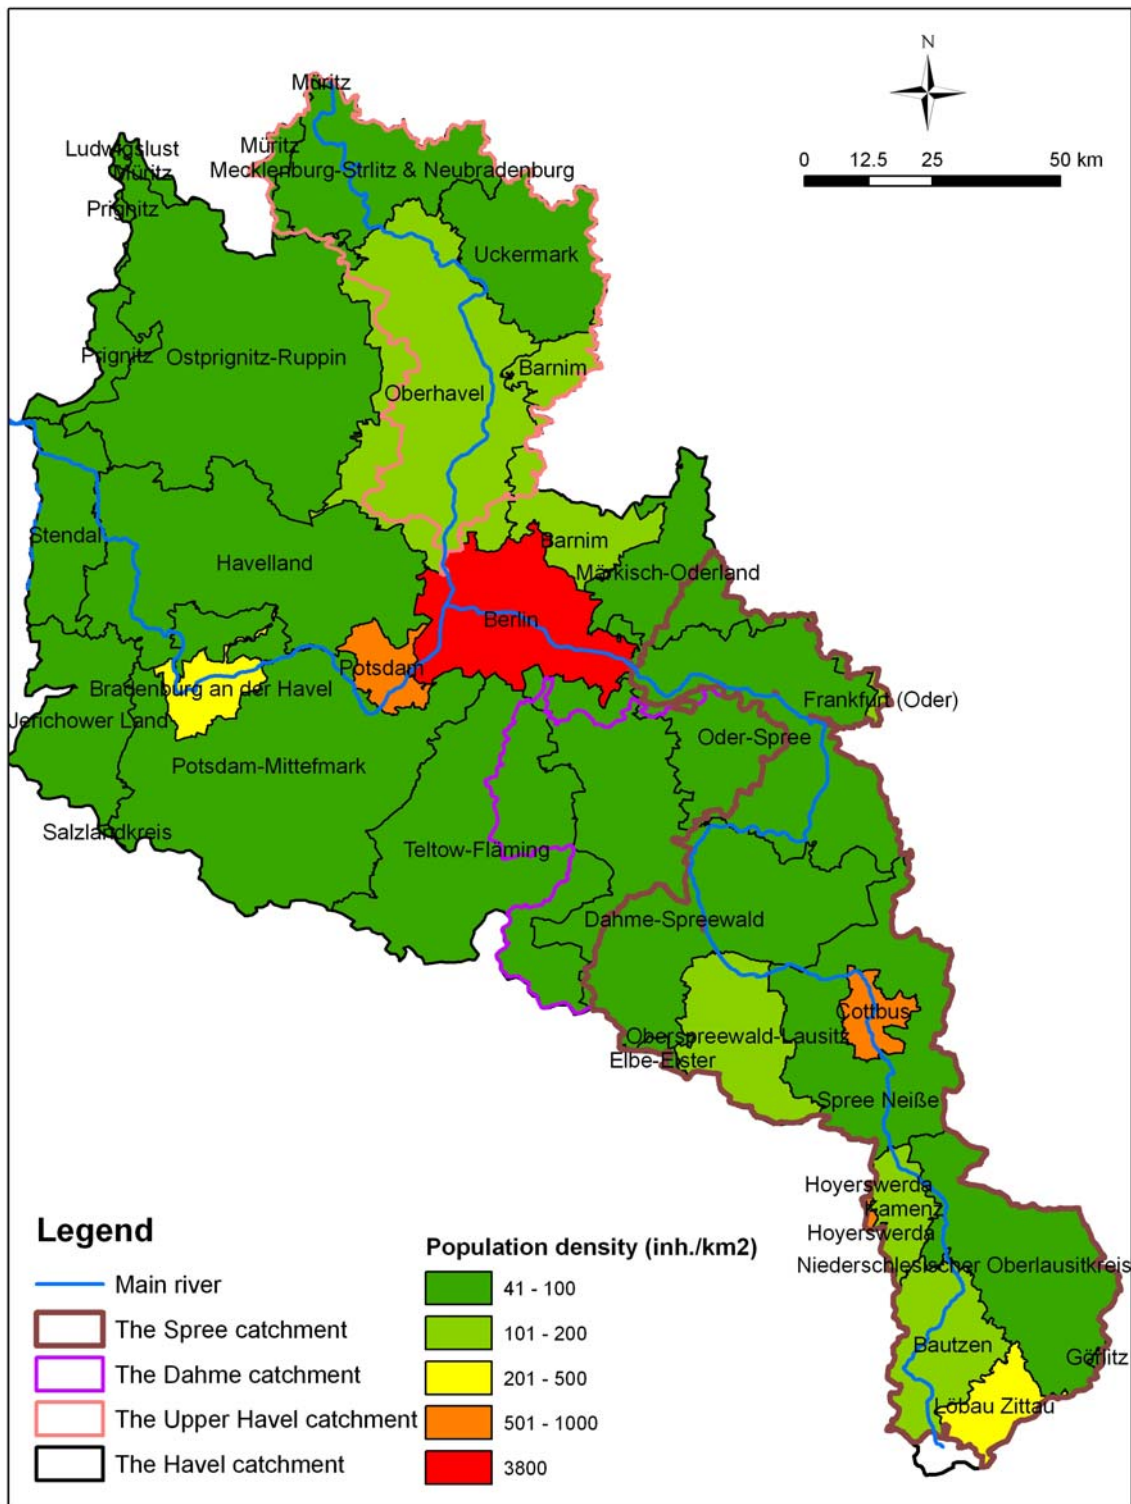 N
0 12.5 25 50 km
Müritz
Müritz
Ludwigslust
Müritz
Mecklenburg-Strlitz & Neubradenburg
Prignitz
Uckermark
Prignitz
Ostprignitz-Ruppin
Barnim
Oberhavel
Stendal
Barnim
Havelland
Märkisch-Oderland
Berlin
Potsdam
Bradenburg an der Havel
Frankfurt (Oder)
Jerichower Land
Oder-Spree
Potsdam-Mittefmark
Salzlandkreis
Teltow-Fläming
Dahme-Spreewald
Cottbus
Oberspreewald-Lausitz
Elbe-Elster
Spree Neiße
Hoyerswerda
Kamenz
Hoyerswerda
Niederschlesischer Oberlausitkreis
Bautzen
Görlitz
Löbau Zittau
Legend
Main river
The Spree catchment
The Dahme catchment
The Upper Havel catchment
The Havel catchment
Population density (inh./km2)
41 - 100
101 - 200
201 - 500
501 - 1000
3800